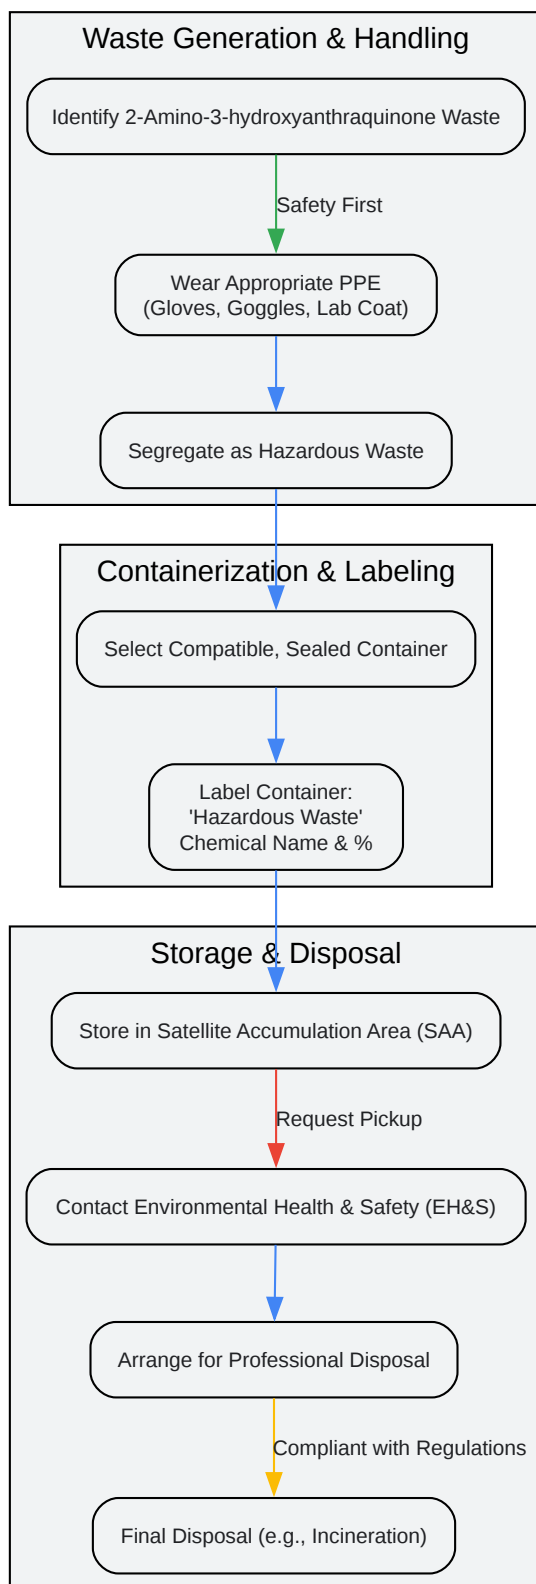 Waste Generation & Handling
Identify 2-Amino-3-hydroxyanthraquinone Waste
Safety First
Wear Appropriate PPE
(Gloves, Goggles, Lab Coat)
Segregate as Hazardous Waste
Containerization & Labeling
Select Compatible, Sealed Container
Label Container:
'Hazardous Waste'
Chemical Name & %
Storage & Disposal
Store in Satellite Accumulation Area (SAA)
Request Pickup
Contact Environmental Health & Safety (EH&S)
Arrange for Professional Disposal
Compliant with Regulations
Final Disposal (e.g., Incineration)